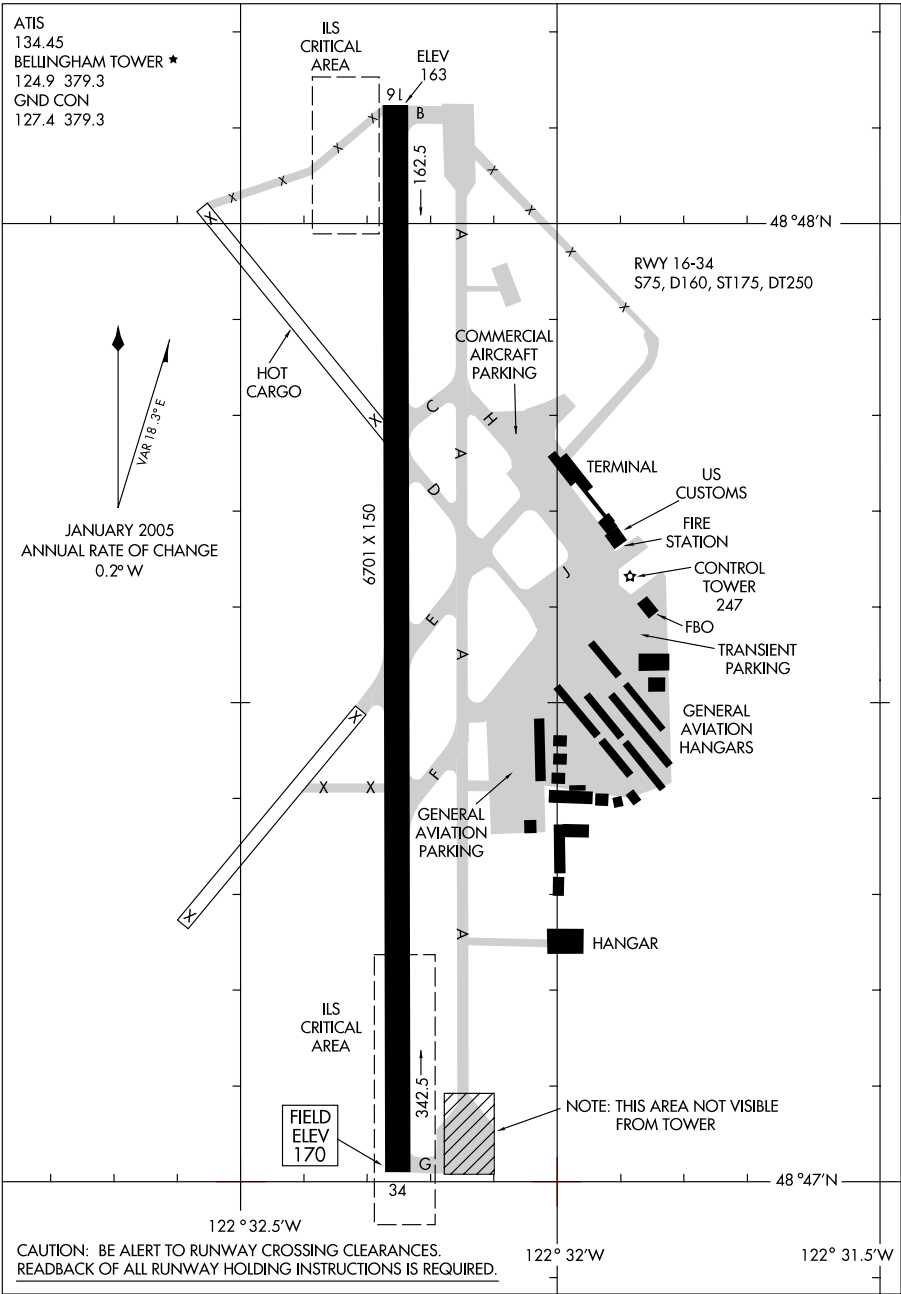 ATIS
134.45
BELLINGHAM TOWER ★
124.9 379.3
GND CON
127.4 379.3
ILS
CRITICAL
AREA
ELEV
163
16
B
X
X
X
X
162.5
X
X
X
X
A
48°48'N
RWY 16-34
S75, D160, ST175, DT250
X
HOT
CARGO
X
VAR 18.3° E
JANUARY 2005
ANNUAL RATE OF CHANGE
0.2° W
COMMERCIAL
AIRCRAFT
PARKING
C
H
A
D
6701 X 150
TERMINAL
US
CUSTOMS
FIRE
STATION
J
CONTROL
TOWER
247
FBO
E
A
TRANSIENT
PARKING
X
GENERAL
AVIATION
HANGARS
F
X
X
GENERAL
AVIATION
PARKING
X
A
HANGAR
ILS
CRITICAL
AREA
342.5
NOTE: THIS AREA NOT VISIBLE
FROM TOWER
FIELD
ELEV
170
G
34
48°47'N
122°32.5'W
122°32'W
122°31.5'W
CAUTION: BE ALERT TO RUNWAY CROSSING CLEARANCES.
READBACK OF ALL RUNWAY HOLDING INSTRUCTIONS IS REQUIRED.